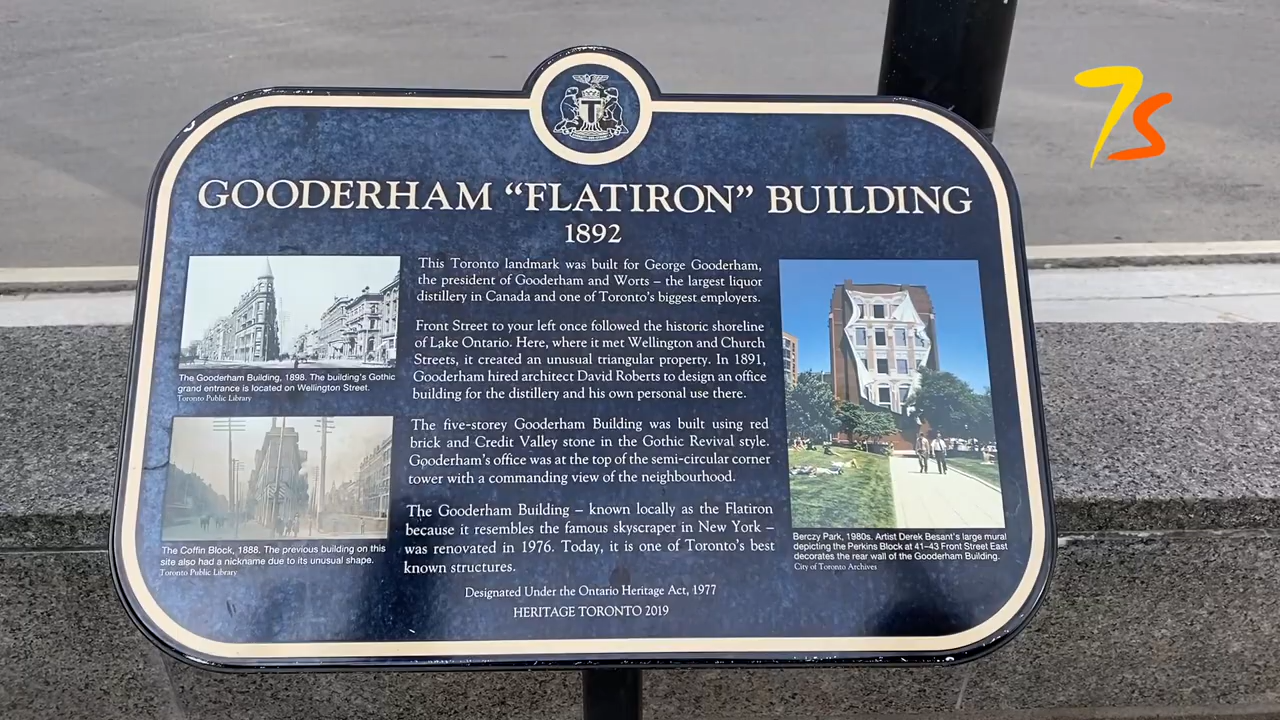 7S
T
GOODERHAM “FLATIRON” BUILDING
1892
This Toronto landmark was built for George Gooderham,
the president of Gooderham and Worts – the largest liquor
distillery in Canada and one of Toronto’s biggest employers.
Front Street to your left once followed the historic shoreline
of Lake Ontario. Here, where it met Wellington and Church
Streets, it created an unusual triangular property. In 1891,
Gooderham hired architect David Roberts to design an office
building for the distillery and his own personal use there.
The five-storey Gooderham Building was built using red
brick and Credit Valley stone in the Gothic Revival style.
Gooderham’s office was at the top of the semi-circular corner
tower with a commanding view of the neighbourhood.
The Gooderham Building – known locally as the Flatiron
because it resembles the famous skyscraper in New York –
was renovated in 1976. Today, it is one of Toronto’s best
known structures.
Designated Under the Ontario Heritage Act, 1977
HERITAGE TORONTO 2019
The Gooderham Building, 1898. The building’s Gothic
grand entrance is located on Wellington Street.
Toronto Public Library
The Coffin Block, 1888. The previous building on this
site also had a nickname due to its unusual shape.
Toronto Public Library
Berczy Park, 1980s. Artist Derek Besant’s large mural
depicting the Perkins Block at 41–43 Front Street East
decorates the rear wall of the Gooderham Building.
City of Toronto Archives